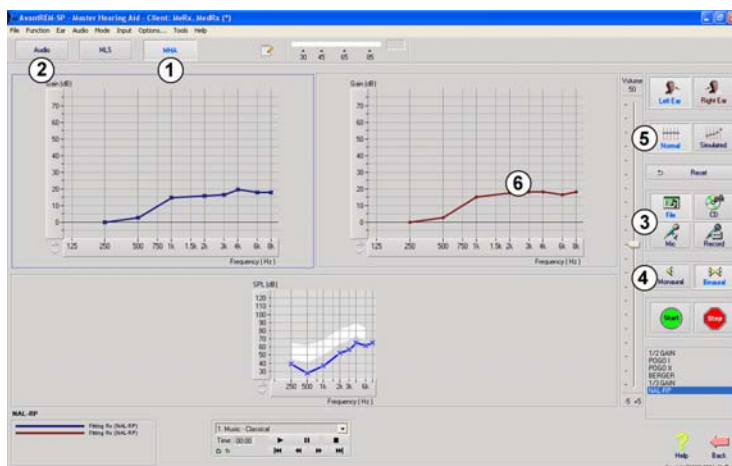 AvantREM-SP - Master Hearing Aid - Client: MeRx, MedRx (*)
File Function Ear Audio Mode Input Options... Tools Help
Audio MLS MHA
30 45 65 85
2 1
Gain (dB)
70
60
50
40
30
20
10
0
125 250 500 750 1k 1.5k 2k 3k 4k 6k 8k
Frequency (Hz)
Gain (dB)
70
60
50
40
30
20
10
0
6
125 250 500 750 1k 1.5k 2k 3k 4k 6k 8k
Frequency (Hz)
Volume
50
-5 +5
Left Ear Right Ear
5
Normal Simulated
Reset
File CD
3
Mic Record
4
Monaural Binaural
Start Stop
1/2 GAIN
POGO I
POGO II
BERGER
1/3 GAIN
NAL-RP
SPL (dB)
120
110
100
90
80
70
60
50
40
30
250 500 1k 2k 3k 6k
Frequency (Hz)
NAL-RP
Fitting Rx (NAL-RP)
Fitting Rx (NAL-RP)
1. Music - Classical
Time: 00:00
Help Back